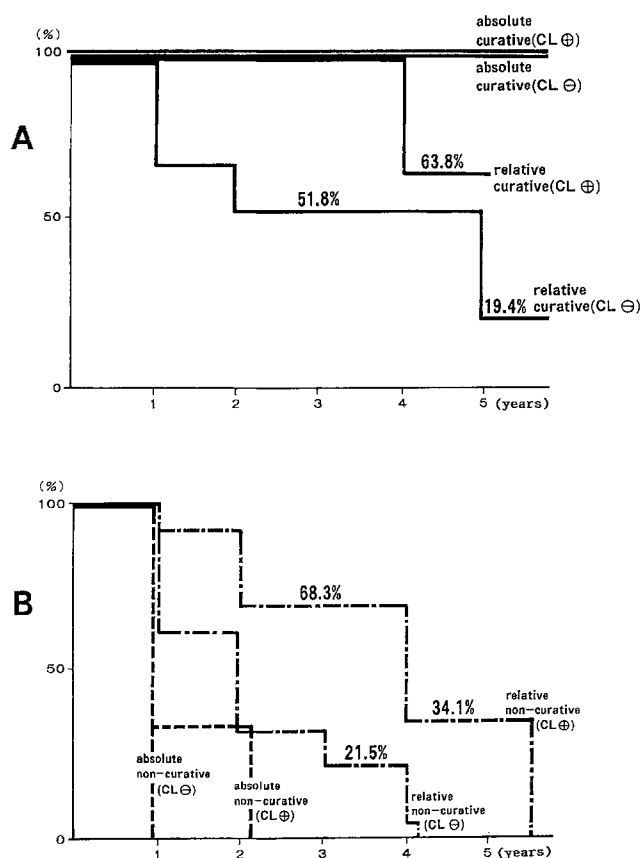 (%)
absolute
curative(CL ⊕)
100
absolute
curative(CL ⊖)
A
63.8%
relative
curative(CL ⊕)
51.8%
50
relative
19.4% curative(CL ⊖)
0
1 2 3 4 5 (years)
(%)
100
B
68.3%
50
34.1%
relative
non-curative
(CL⊕)
21.5%
absolute
non-curative
(CL⊖)
absolute
non-curative
(CL⊕)
relative
non-curative
(CL ⊖)
0
1 2 3 4 5 (years)